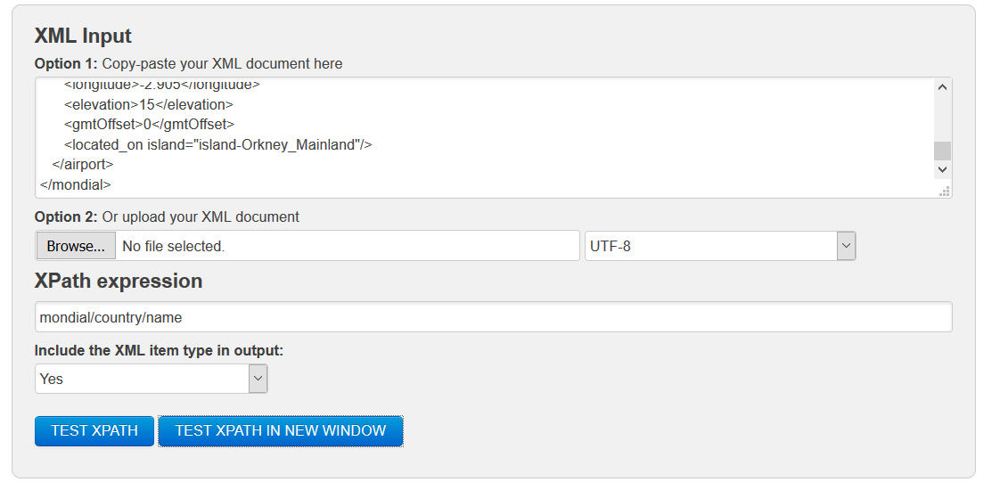 XML Input
Option 1: Copy-paste your XML document here
<longitude>-2.905</longitude>
<elevation>15</elevation>
<gmtOffset>0</gmtOffset>
<located_on island="island-Orkney_Mainland"/>
</airport>
</mondial>
Option 2: Or upload your XML document
Browse... No file selected. UTF-8
XPath expression
mondial/country/name
Include the XML item type in output:
Yes
TEST XPATH TEST XPATH IN NEW WINDOW